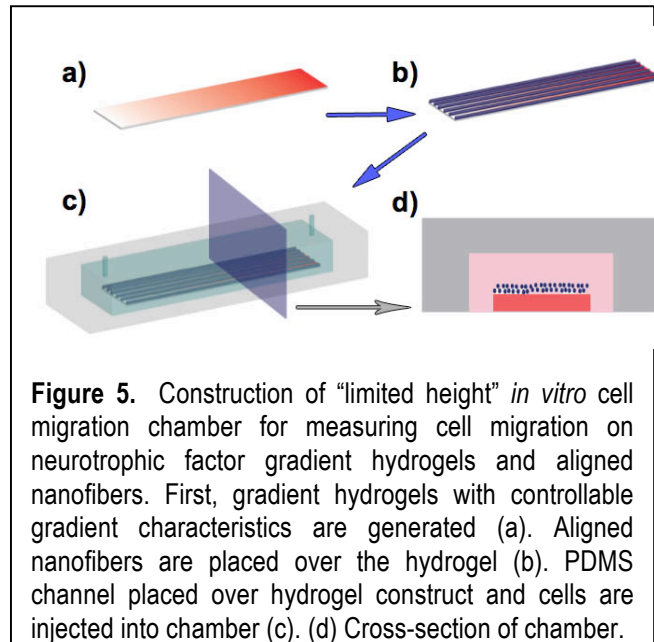 a)
b)
c)
d)
Figure 5. Construction of “limited height” in vitro cell
migration chamber for measuring cell migration on
neurotrophic factor gradient hydrogels and aligned
nanofibers. First, gradient hydrogels with controllable
gradient characteristics are generated (a). Aligned
nanofibers are placed over the hydrogel (b). PDMS
channel placed over hydrogel construct and cells are
injected into chamber (c). (d) Cross-section of chamber.